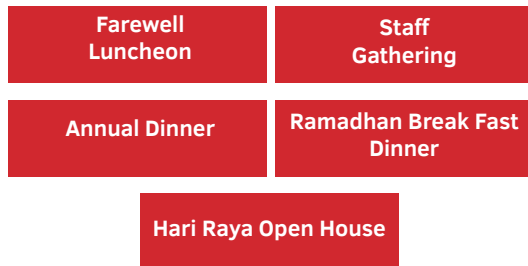 Farewell
Luncheon
Staff
Gathering
Annual Dinner
Ramadhan Break Fast
Dinner
Hari Raya Open House